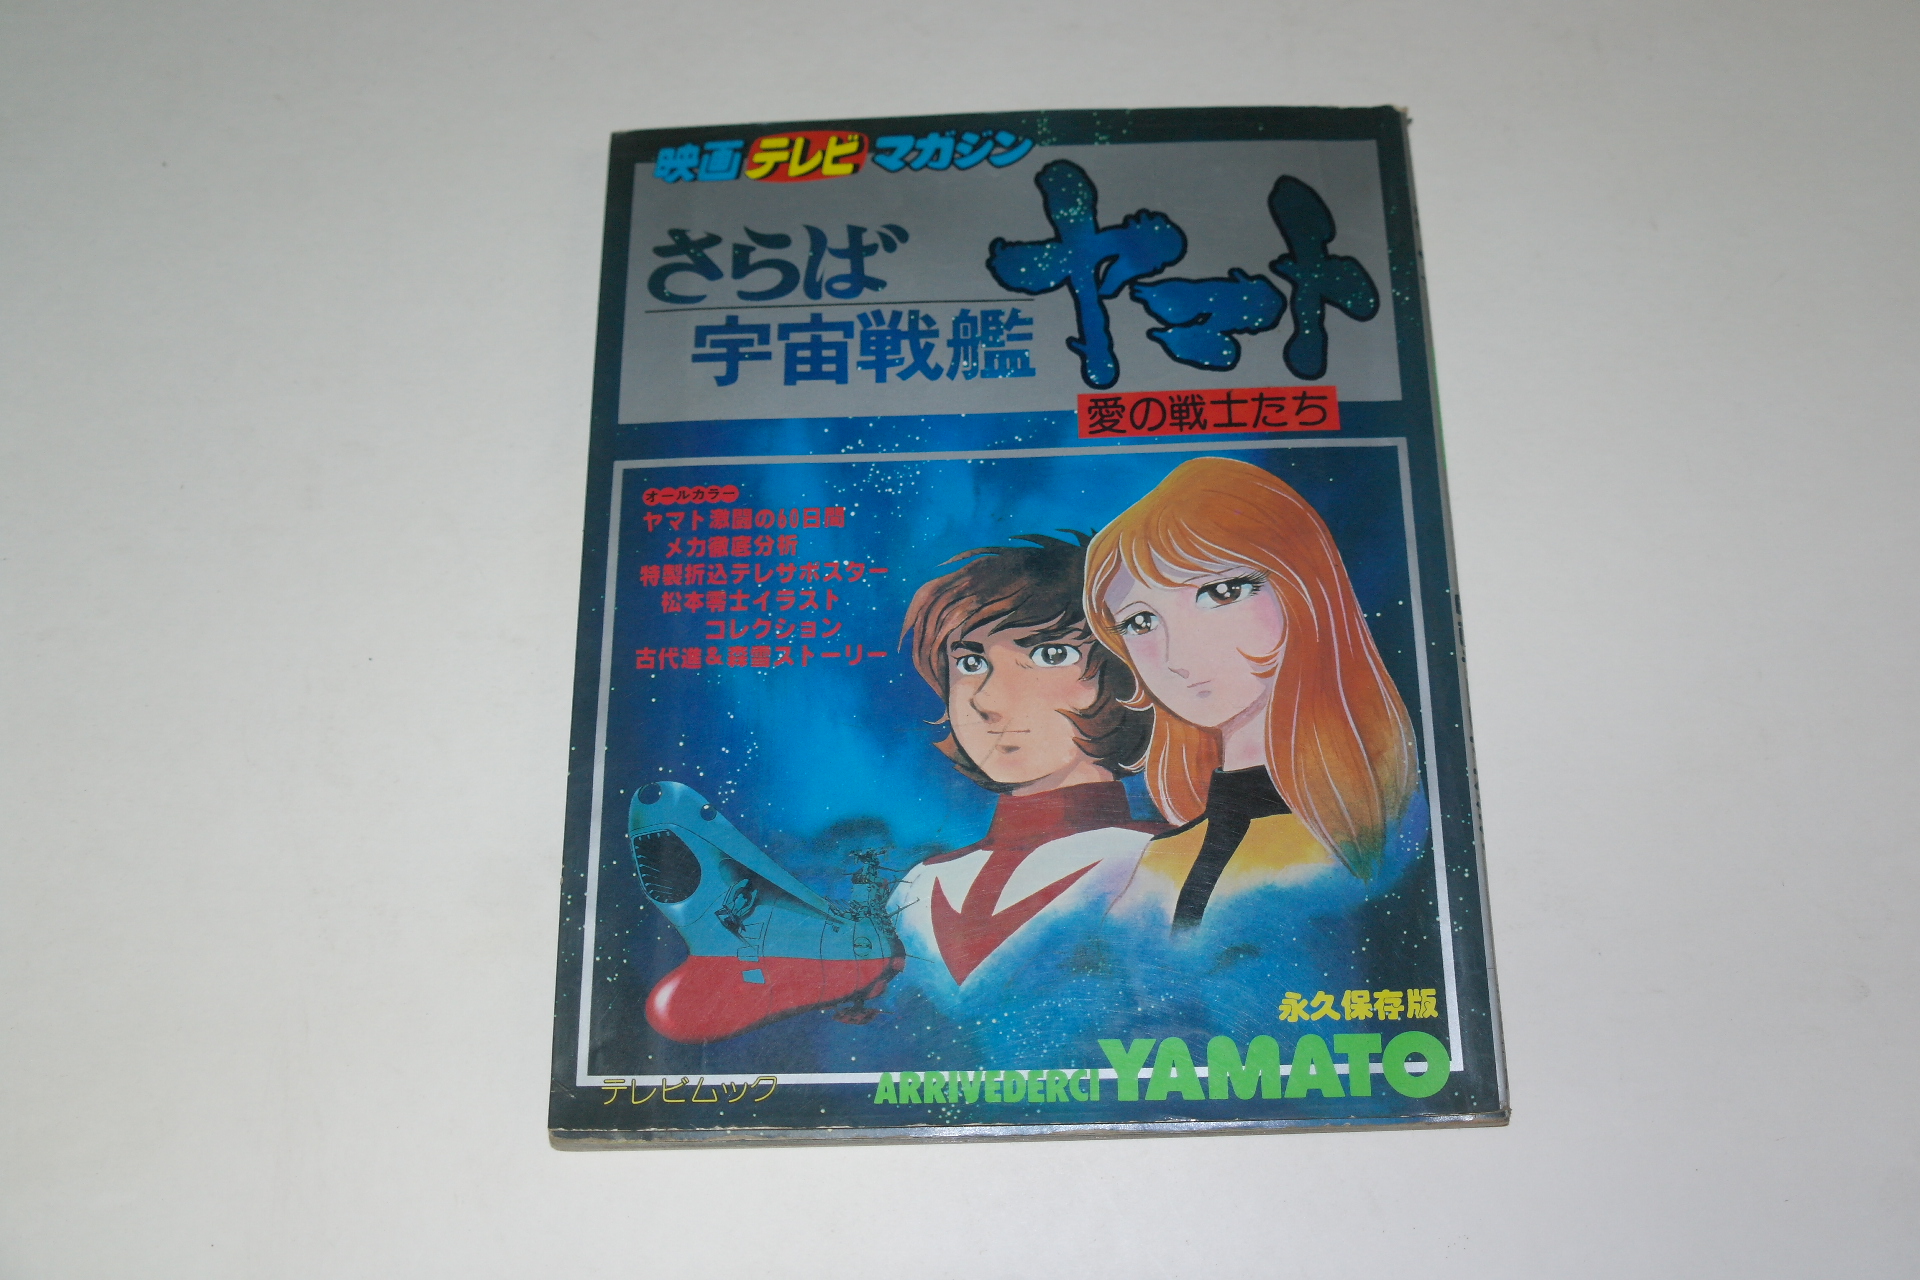 映画テレビマガジン
さらば
宇宙戦艦
ヤマト
愛の戦士たち
オールカラー
ヤマト激闘の60日間
メカ徹底分析
特製折込テレサポスター
松本零士イラスト
コレクション
古代進&森雪ストーリー
永久保存版
ARRIVEDERCI YAMATO
テレビムック